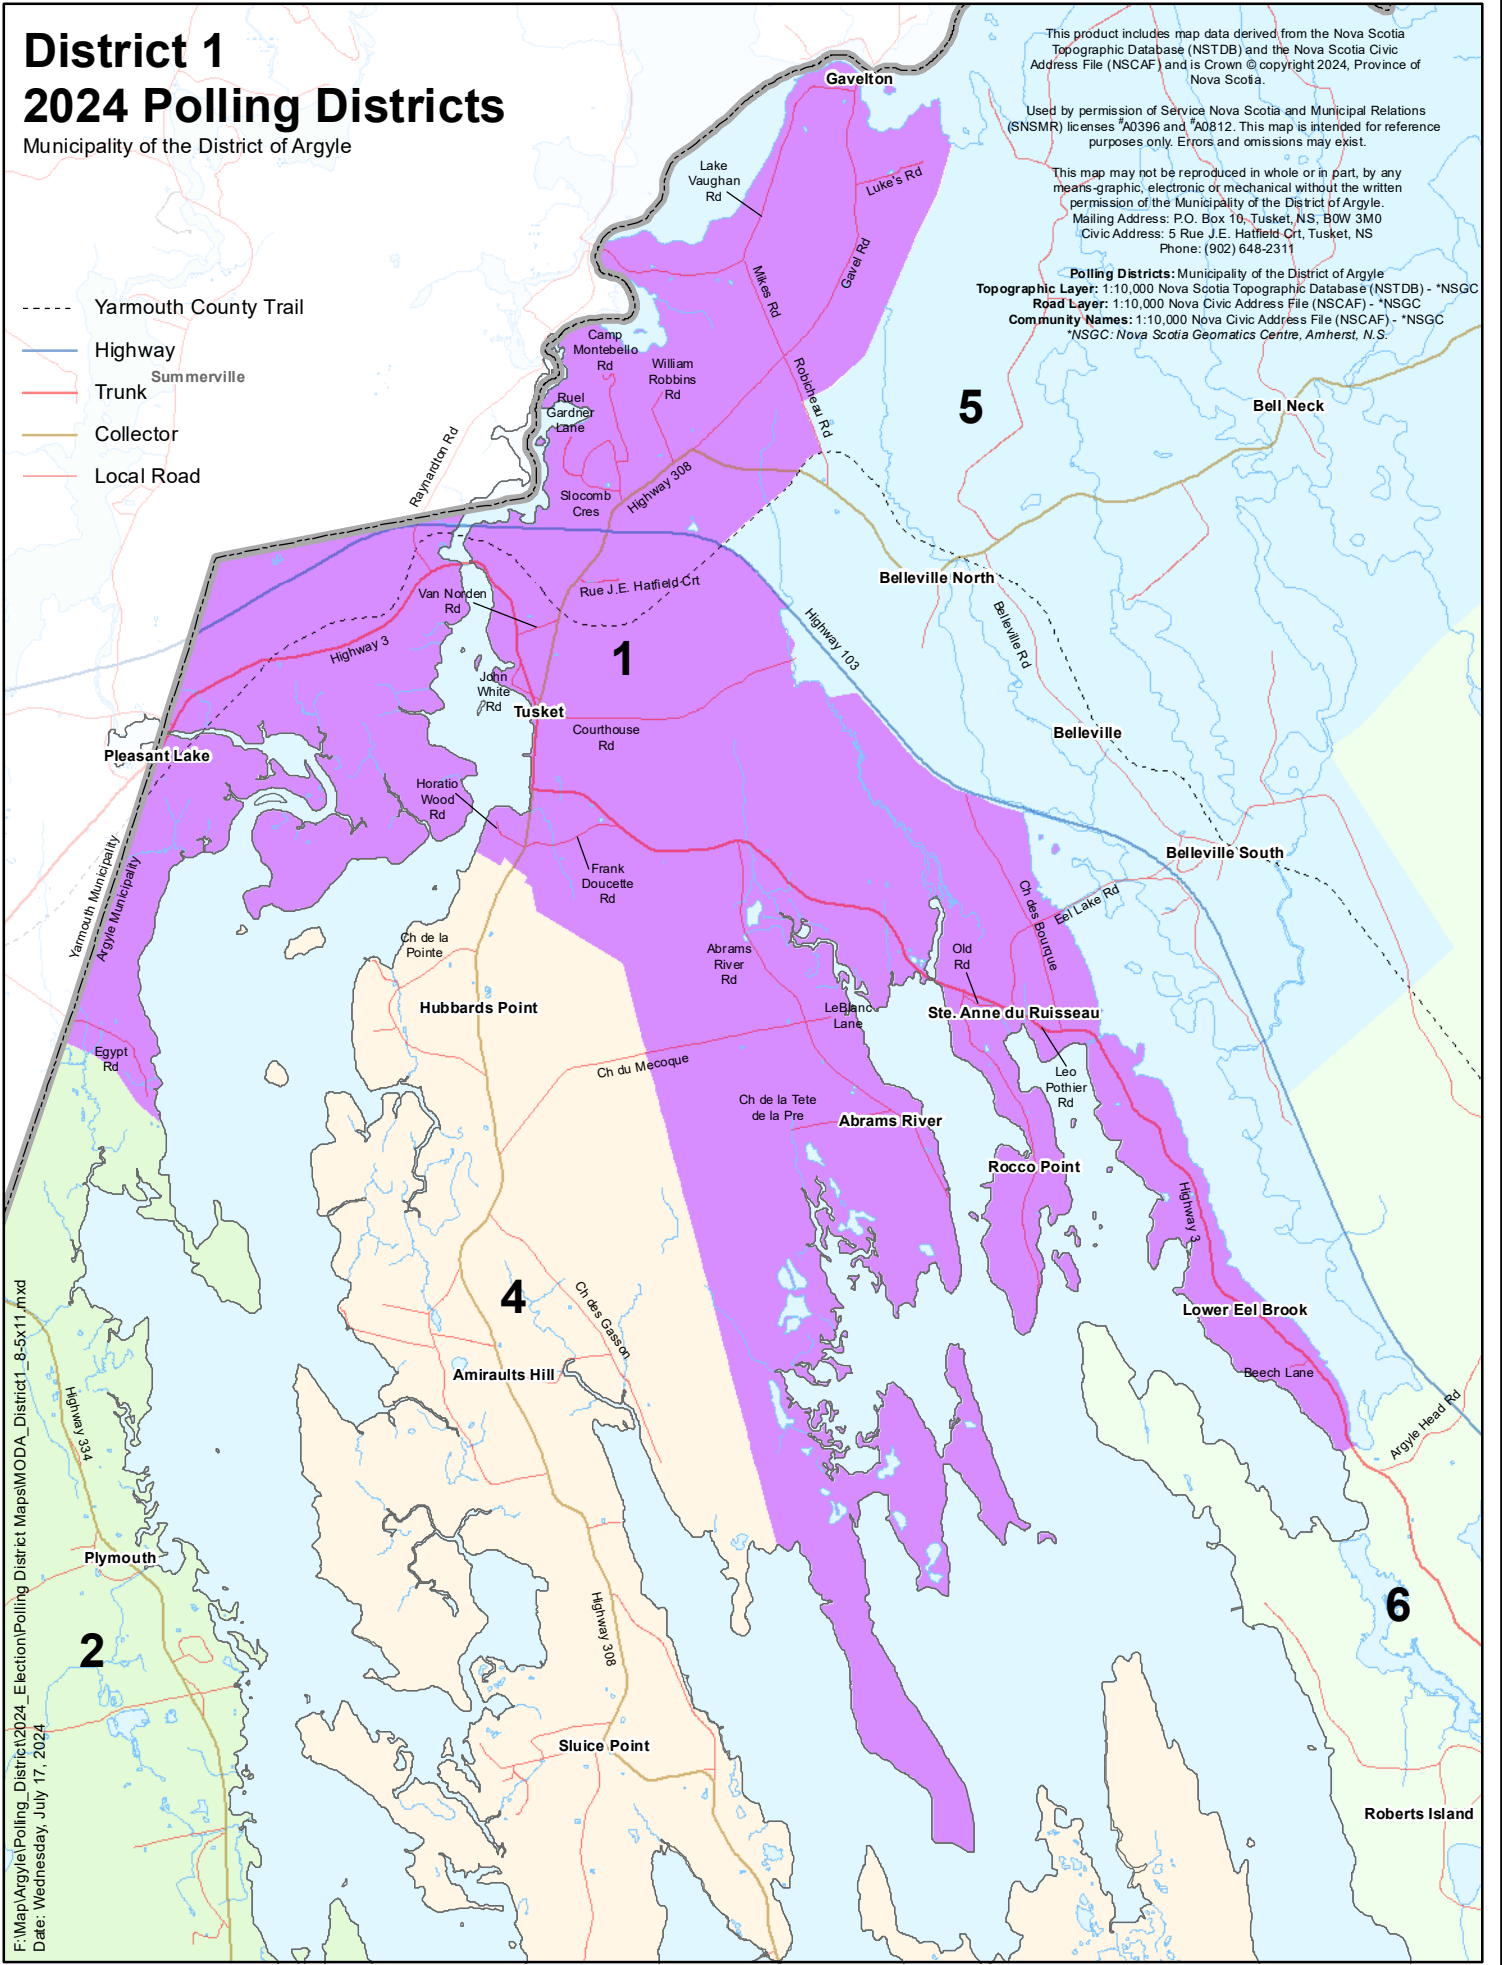 District 1
2024 Polling Districts
Municipality of the District of Argyle
This product includes map data derived from the Nova Scotia
Topographic Database (NSTDB) and the Nova Scotia Civic
Address File (NSCAF) and is Crown © copyright 2024, Province of
Nova Scotia.
Used by permission of Service Nova Scotia and Municipal Relations
(SNSMR) licenses #A0396 and #A0812. This map is intended for reference
purposes only. Errors and omissions may exist.
This map may not be reproduced in whole or in part, by any
means-graphic, electronic or mechanical without the written
permission of the Municipality of the District of Argyle.
Mailing Address: P.O. Box 10, Tusket, NS, B0W 3M0
Civic Address: 5 Rue J.E. Hatfield Crt, Tusket, NS
Phone: (902) 648-2311
Polling Districts: Municipality of the District of Argyle
Topographic Layer: 1:10,000 Nova Scotia Topographic Database (NSTDB) - *NSGC
Road Layer: 1:10,000 Nova Civic Address File (NSCAF) - *NSGC
Community Names: 1:10,000 Nova Civic Address File (NSCAF) - *NSGC
*NSGC: Nova Scotia Geomatics Centre, Amherst, N.S.
Yarmouth County Trail
Highway
Summerville
Trunk
Collector
Local Road
Gavelton
Lake
Vaughan
Rd
Luke's Rd
Mikes Rd
Gavel Rd
Camp
Montebello
Rd
William
Robbins
Rd
Robicheau Rd
Ruel
Gardner
Lane
Raynardton Rd
Slocomb
Cres
Highway 308
5
Bell Neck
Belleville North
Rue J.E. Hatfield Crt
Van Norden
Rd
Highway 3
1
Highway 103
Belleville Rd
John
White
Rd
Tusket
Courthouse
Rd
Belleville
Pleasant Lake
Horatio
Wood
Rd
Yarmouth Municipality
Argyle Municipality
Frank
Doucette
Rd
Belleville South
Ch des Bourque
Eel Lake Rd
Ch de la
Pointe
Abrams
River
Rd
Old
Rd
Hubbards Point
LeBlanc
Lane
Ste. Anne du Ruisseau
Egypt
Rd
Ch du Mecoque
Leo
Pothier
Rd
Ch de la Tete
de la Pre
Abrams River
Rocco Point
Highway 3
4
Ch des Gasson
Lower Eel Brook
Amiraults Hill
Beech Lane
Highway 334
Argyle Head Rd
Plymouth
2
Highway 308
6
Sluice Point
Roberts Island
F:\Map\Argyle\Polling_District\2024_Election\Polling District Maps\MODA_District1_8-5x11.mxd
Date: Wednesday, July 17, 2024